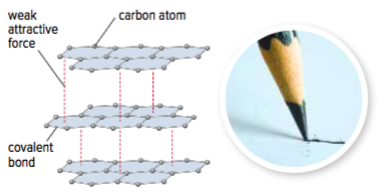 weak
attractive
force
carbon atom
covalent
bond